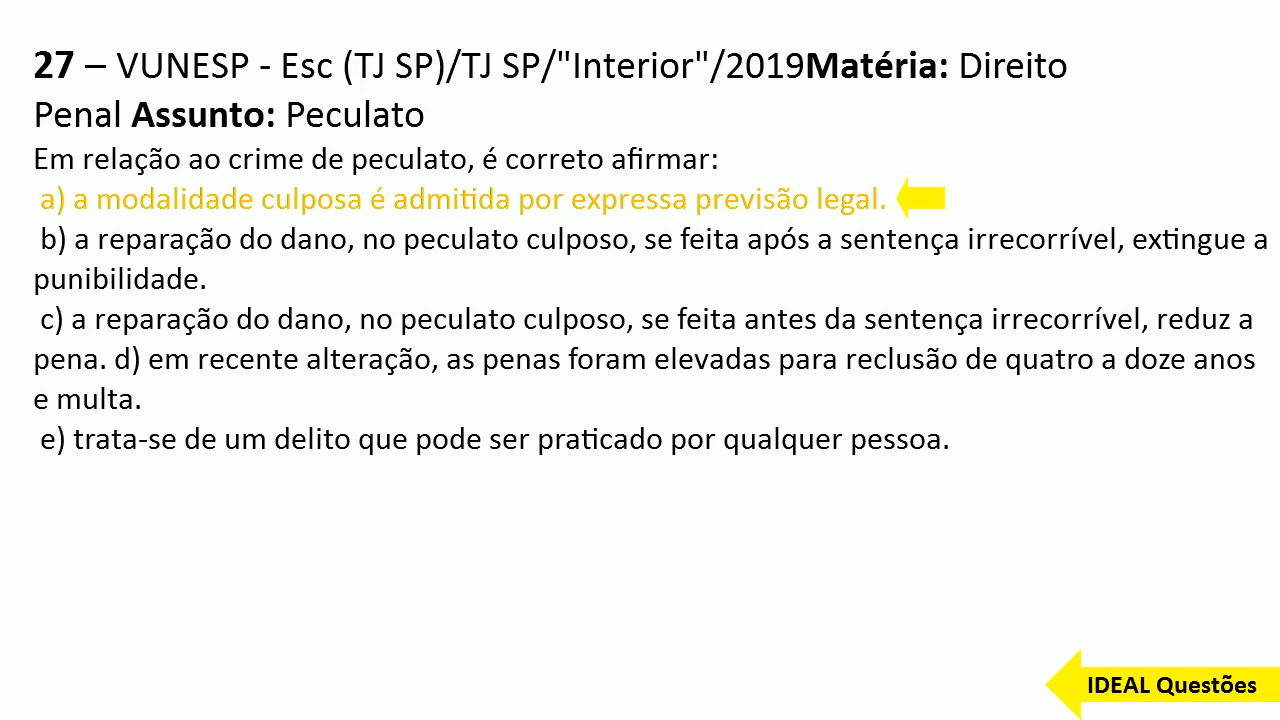 27 – VUNESP - Esc (TJ SP)/TJ SP/"Interior"/2019Matéria: Direito
Penal Assunto: Peculato
Em relação ao crime de peculato, é correto afirmar:
a) a modalidade culposa é admitida por expressa previsão legal.
b) a reparação do dano, no peculato culposo, se feita após a sentença irrecorrível, extingue a
punibilidade.
c) a reparação do dano, no peculato culposo, se feita antes da sentença irrecorrível, reduz a
pena. d) em recente alteração, as penas foram elevadas para reclusão de quatro a doze anos
e multa.
e) trata-se de um delito que pode ser praticado por qualquer pessoa.
IDEAL Questões